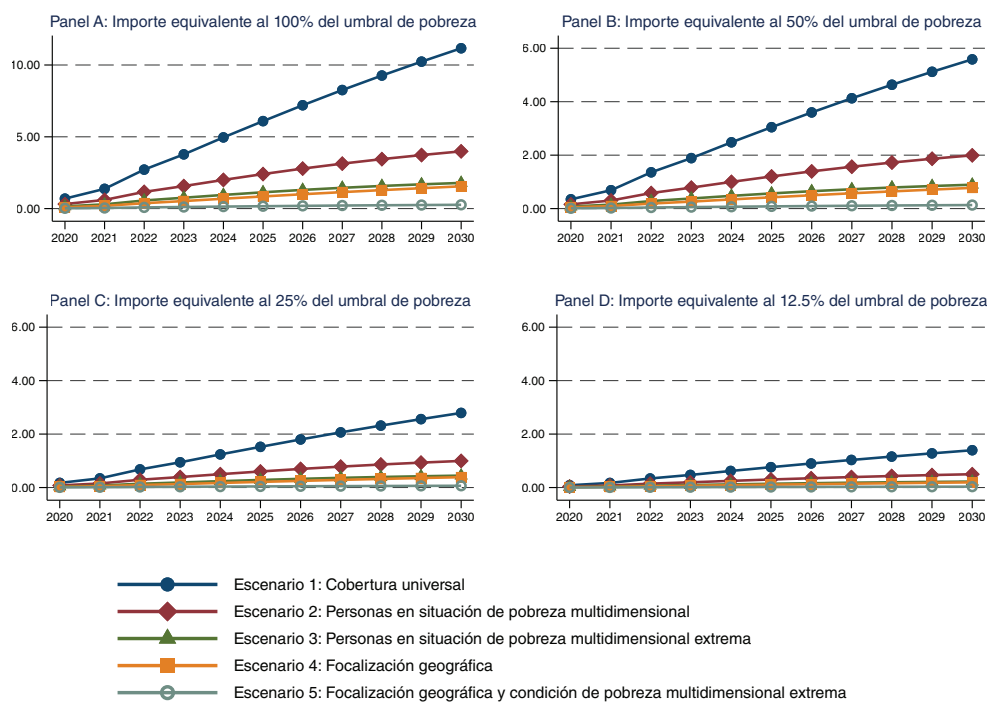 Panel A: Importe equivalente al 100% del umbral de pobreza
10.00
5.00
0.00
2020 2021 2022 2023 2024 2025 2026 2027 2028 2029 2030
Panel B: Importe equivalente al 50% del umbral de pobreza
6.00
4.00
2.00
0.00
2020 2021 2022 2023 2024 2025 2026 2027 2028 2029 2030
Panel C: Importe equivalente al 25% del umbral de pobreza
6.00
4.00
2.00
0.00
2020 2021 2022 2023 2024 2025 2026 2027 2028 2029 2030
Panel D: Importe equivalente al 12.5% del umbral de pobreza
6.00
4.00
2.00
0.00
2020 2021 2022 2023 2024 2025 2026 2027 2028 2029 2030
Escenario 1: Cobertura universal
Escenario 2: Personas en situación de pobreza multidimensional
Escenario 3: Personas en situación de pobreza multidimensional extrema
Escenario 4: Focalización geográfica
Escenario 5: Focalización geográfica y condición de pobreza multidimensional extrema